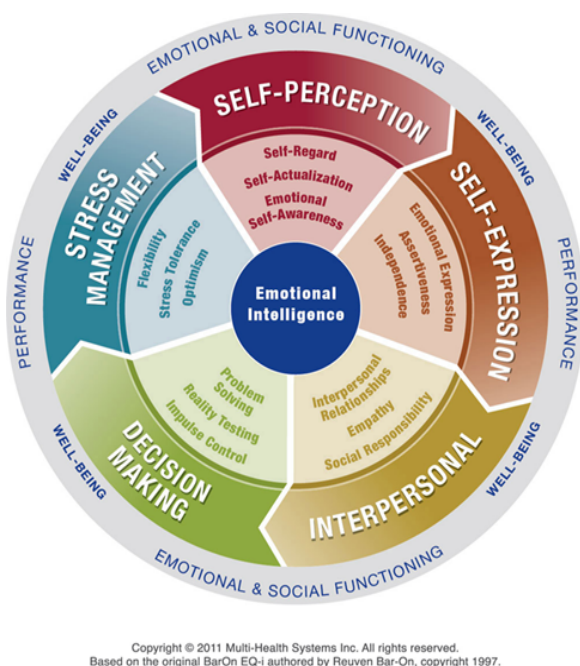 EMOTIONAL & SOCIAL FUNCTIONING
WELL-BEING
WELL-BEING
PERFORMANCE
PERFORMANCE
SELF-PERCEPTION
Self-Regard
Self-Actualization
Emotional
Self-Awareness
SELF-EXPRESSION
Emotional Expression
Assertiveness
Independence
STRESS
MANAGEMENT
Flexibility
Stress Tolerance
Optimism
Emotional
Intelligence
INTERPERSONAL
Interpersonal
Relationships
Empathy
Social Responsibility
DECISION
MAKING
Problem
Solving
Reality Testing
Impulse Control
WELL-BEING
WELL-BEING
EMOTIONAL & SOCIAL FUNCTIONING
Copyright © 2011 Multi-Health Systems Inc. All rights reserved.
Based on the original BarOn EQ-i authored by Reuven Bar-On, copyright 1997.